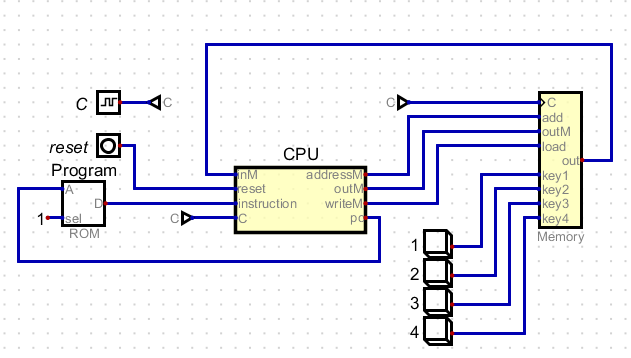 C
C
C
C
add
outM
load
out
reset
Program
CPU
inM
addressM
A
reset
outM
key1
D
instruction
writeM
key2
1
sel
C
C
pc
key3
key4
ROM
Memory
1
2
3
4